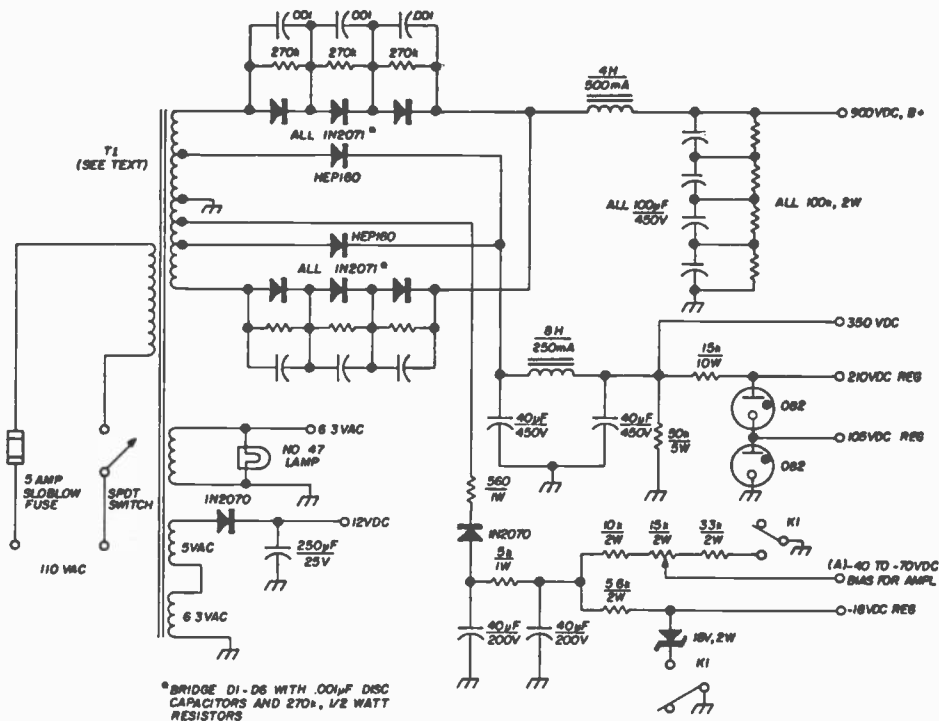 .001 .001 .001
270k 270k 270k
4H
500mA
900VDC, B+
ALL 1N2071*
T1
(SEE TEXT)
HEP160
ALL 100µF
450V
ALL 100k, 2W
HEP160
ALL 1N2071*
350 VDC
8H
250mA
15k
10W
210VDC REG
OB2
40µF
450V
40µF
450V
30k
5W
105VDC REG
OB2
6 3VAC
NO 47
LAMP
5 AMP
SLOBLOW
FUSE
SPDT
SWITCH
110 VAC
560
1W
1N2070
12VDC
5VAC
250µF
25V
1N2070
5k
1W
10k
2W
15k
2W
33k
2W
K1
(A)-40 TO -70VDC
BIAS FOR AMPL
5.6k
2W
-18VDC REG
6 3VAC
40µF
200V
40µF
200V
18V, 2W
K1
*BRIDGE D1-D6 WITH .001µF DISC
CAPACITORS AND 270k, 1/2 WATT
RESISTORS